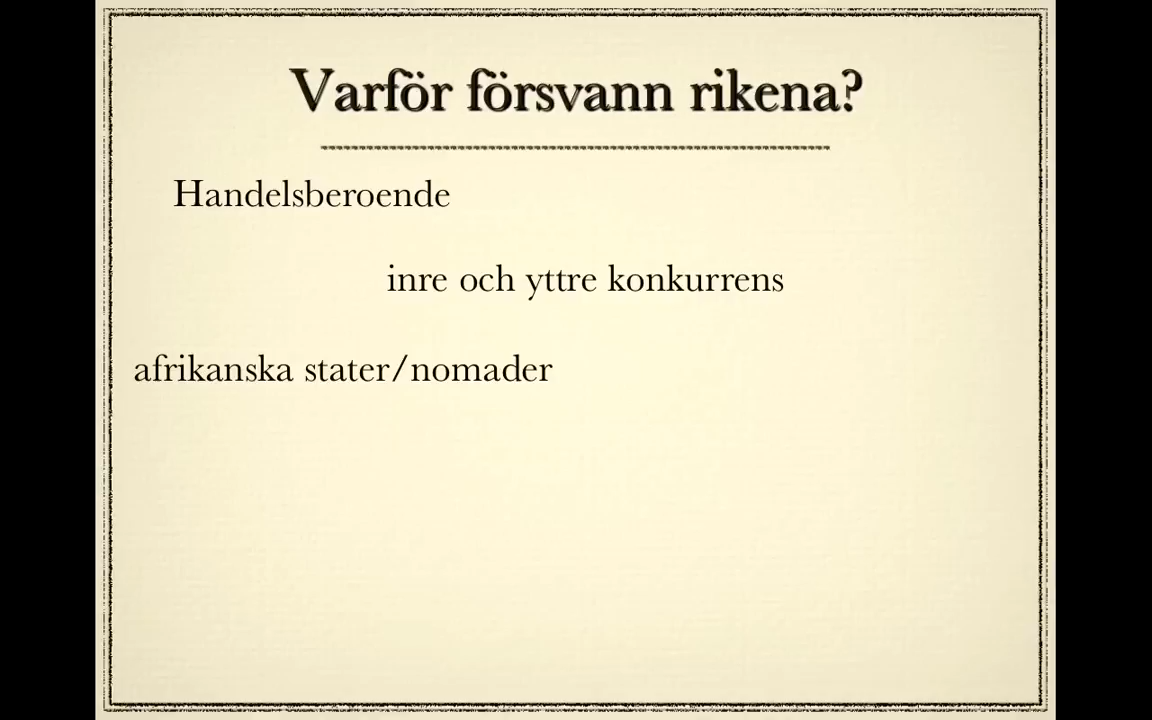 Varför försvann rikena?
Handelsberoende
inre och yttre konkurrens
afrikanska stater/nomader